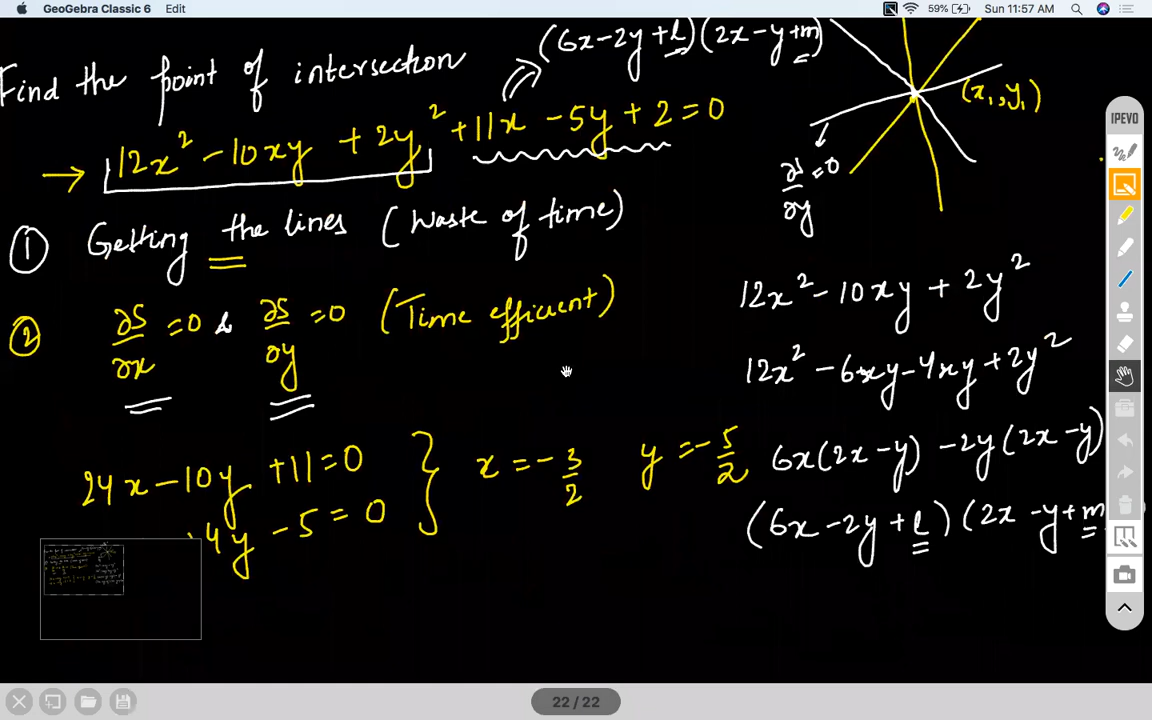 GeoGebra Classic 6 Edit 59% Sun 11:57 AM
(6x-2y+l)(2x-y+m)
Find the point of intersection
(x₁,y₁)
→ 12x² -10xy + 2y² +11x -5y + 2 = 0
IPEVO
∂S/∂y = 0
① Getting the lines (Waste of time)
② ∂S/∂x = 0 & ∂S/∂y = 0 (Time efficient)
12x² - 10xy + 2y²
12x² - 6xy - 4xy + 2y²
6x(2x-y) - 2y(2x-y)
(6x-2y+l)(2x-y+m
24x - 10y + 11 = 0 } x = -3/2 y = -5/2
4y - 5 = 0
22 / 22